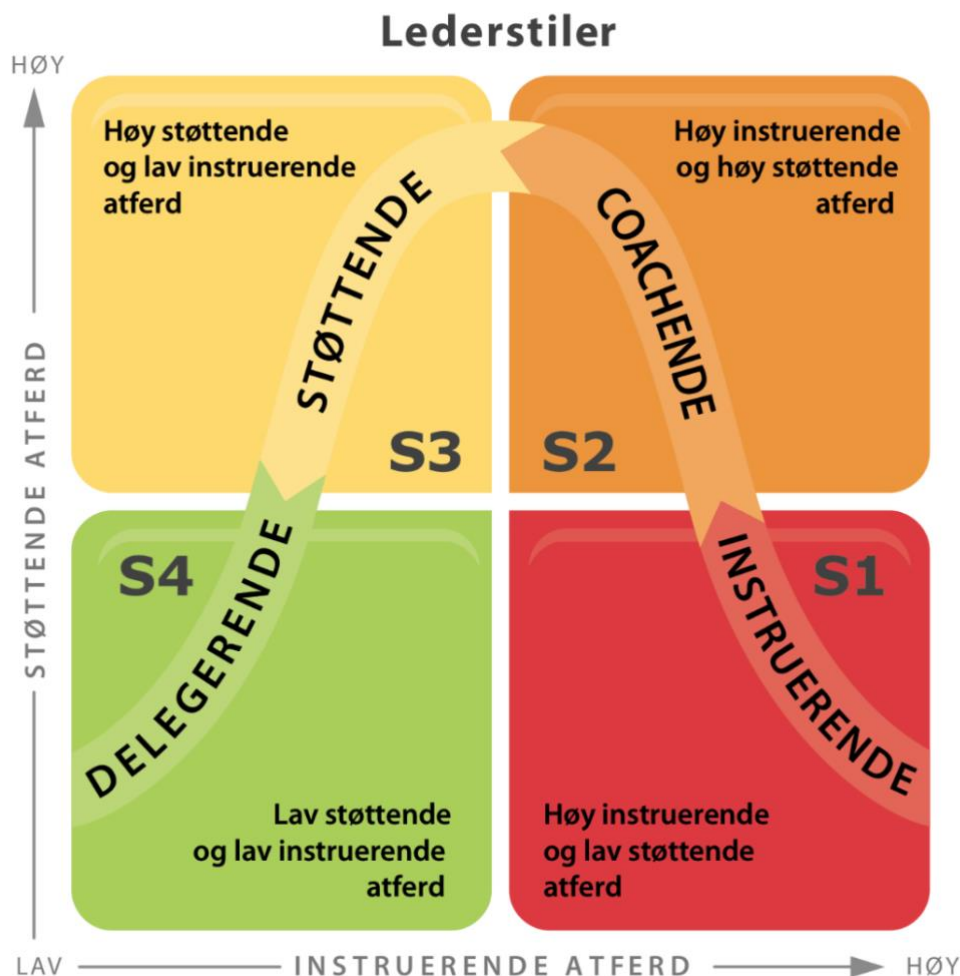 Lederstiler
HØY
Høy støttende
og lav instruerende
atferd
STØTTENDE
S3
Høy instruerende
og høy støttende
atferd
COACHENDE
S2
STØTTENDE ATFERD
S4
DELEGERENDE
Lav støttende
og lav instruerende
atferd
S1
INSTRUERENDE
Høy instruerende
og lav støttende
atferd
LAV
INSTRUERENDE ATFERD
HØY